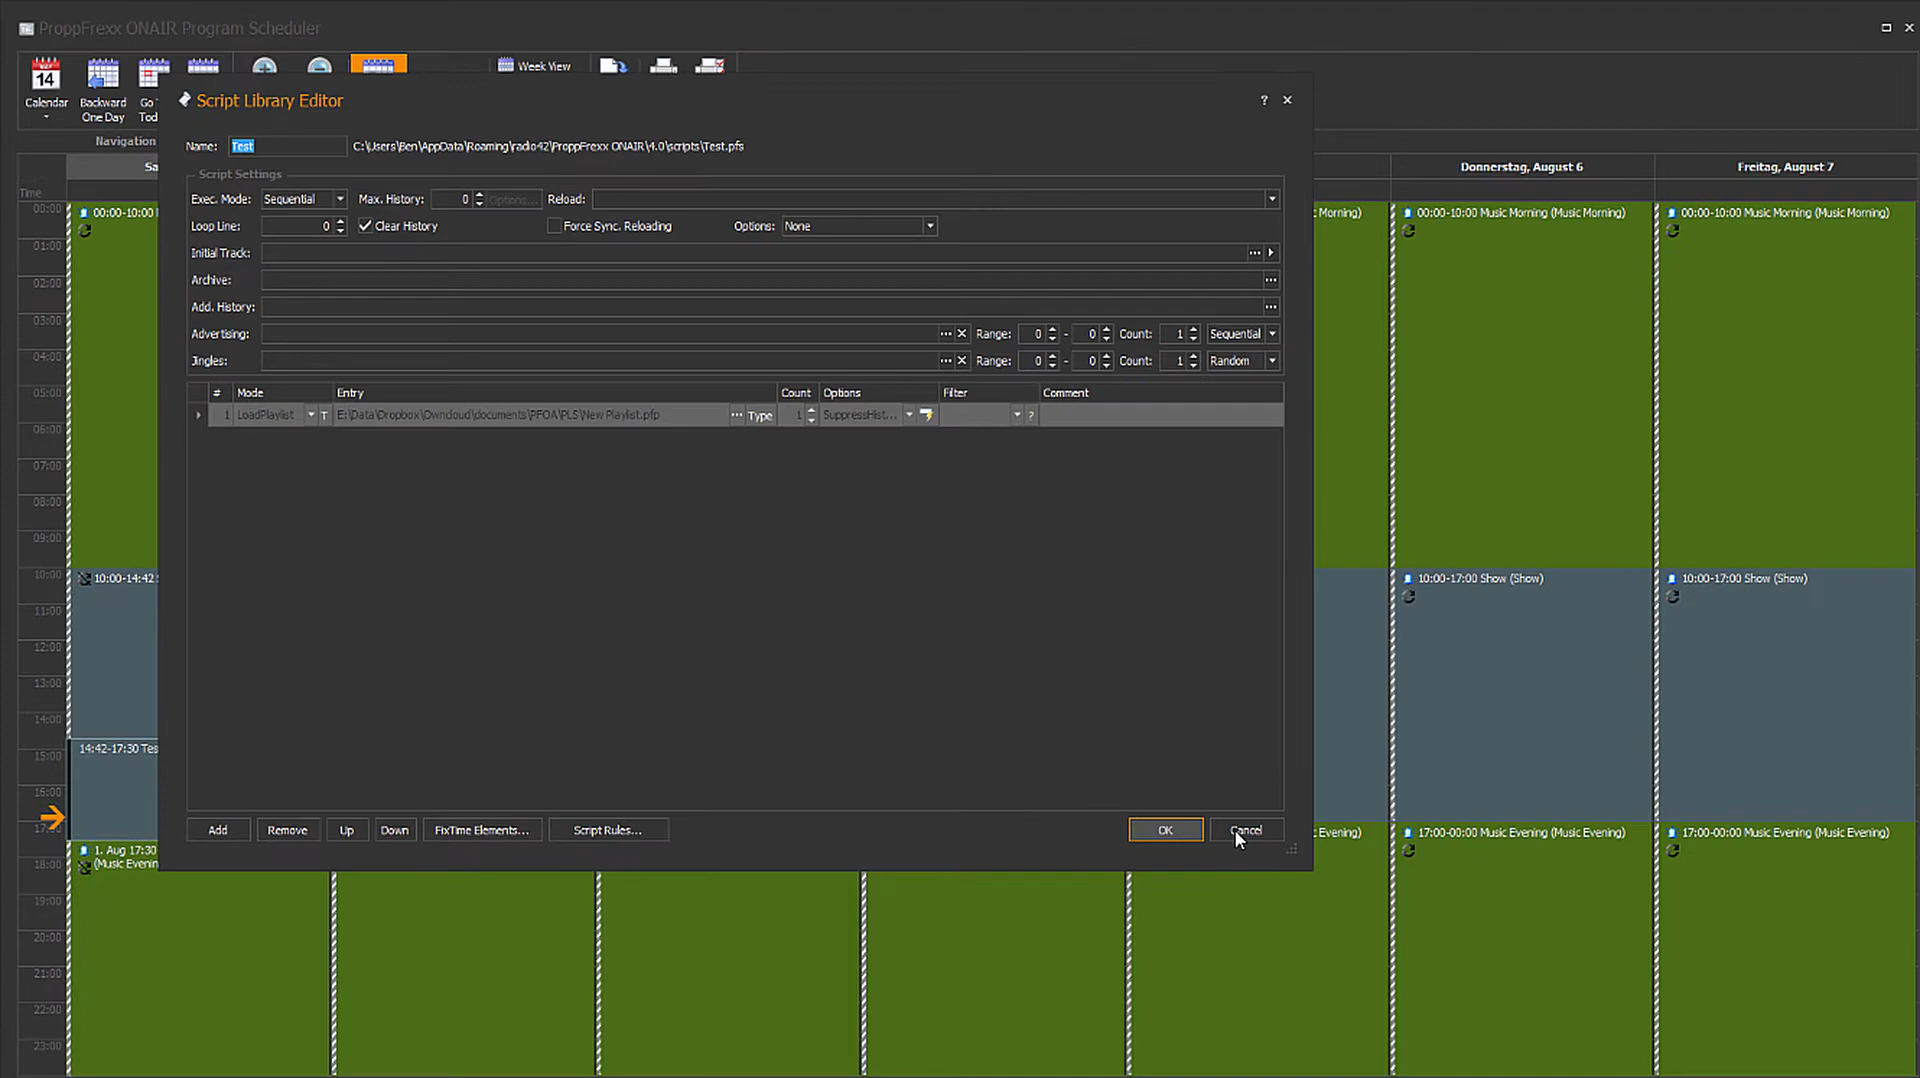 ProppFrexx ONAIR Program Scheduler
14
Calendar
Backward
One Day
Go
Tod
Week View
Navigation
Script Library Editor
?
Name: Test C:\Users\Ben\AppData\Roaming\radio42\ProppFrexx ONAIR\4.0\scripts\Test.pfs
Script Settings
Exec. Mode: Sequential Max. History: 0 Options... Reload:
Loop Line: 0 Clear History Force Sync. Reloading Options: None
Initial Track:
Archive:
Add. History:
Advertising: Range: 0 - 0 Count: 1 Sequential
Jingles: Range: 0 - 0 Count: 1 Random
# Mode Entry Count Options Filter Comment
1 LoadPlaylist T E:\Data\Dropbox\Owncloud\documents\PFOA\PLS\New Playlist.pfp ... Type 1 SuppressHist... ?
Add Remove Up Down FixTime Elements... Script Rules... OK Cancel
Sa
Donnerstag, August 6
Freitag, August 7
Time
00:00
01:00
02:00
03:00
04:00
05:00
06:00
07:00
08:00
09:00
10:00
11:00
12:00
13:00
14:00
15:00
16:00
18:00
19:00
20:00
21:00
22:00
23:00
00:00-10:00
10:00-14:42
14:42-17:30 Tes
1. Aug 17:30
(Music Evenin
Morning)
Evening)
00:00-10:00 Music Morning (Music Morning)
10:00-17:00 Show (Show)
17:00-00:00 Music Evening (Music Evening)
00:00-10:00 Music Morning (Music Morning)
10:00-17:00 Show (Show)
17:00-00:00 Music Evening (Music Evening)